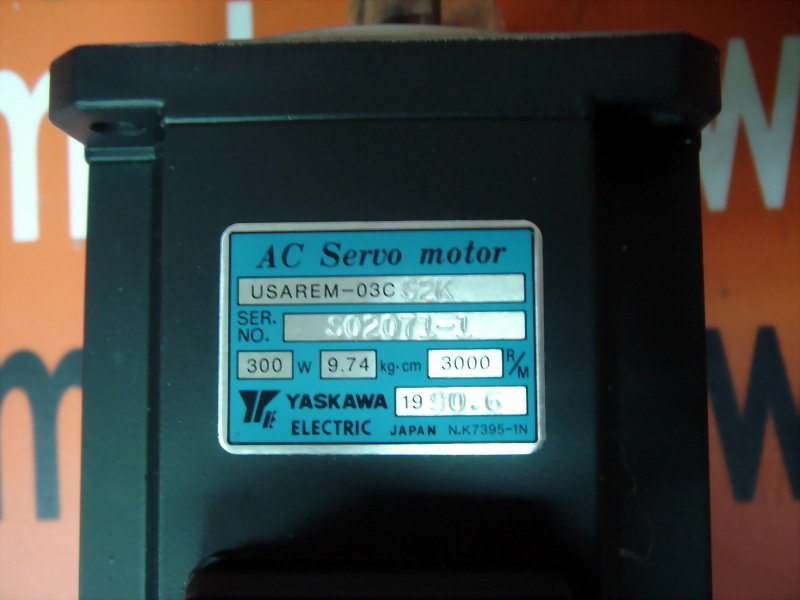 AC Servo motor
USAREM-03CS2K
SER. NO. S02071-1
300 W 9.74 kg-cm 3000 R/M
YASKAWA 1990.6
ELECTRIC JAPAN N.K7395-1N